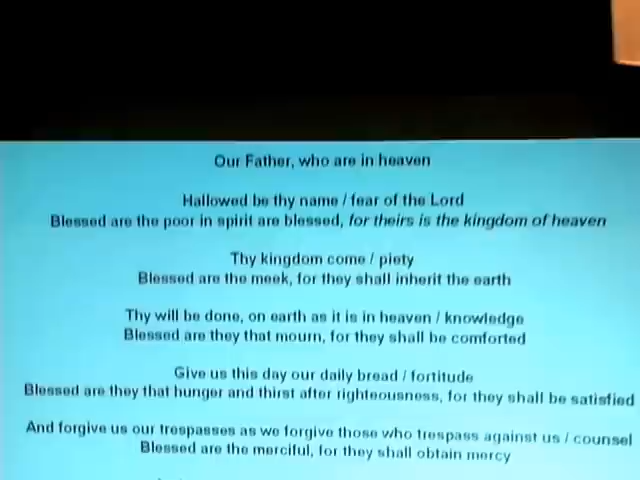 Our Father, who are in heaven
Hallowed be thy name / fear of the Lord
Blessed are the poor in spirit are blessed, for theirs is the kingdom of heaven
Thy kingdom come / piety
Blessed are the meek, for they shall inherit the earth
Thy will be done, on earth as it is in heaven / knowledge
Blessed are they that mourn, for they shall be comforted
Give us this day our daily bread / fortitude
Blessed are they that hunger and thirst after righteousness, for they shall be satisfied
And forgive us our trespasses as we forgive those who trespass against us / counsel
Blessed are the merciful, for they shall obtain mercy